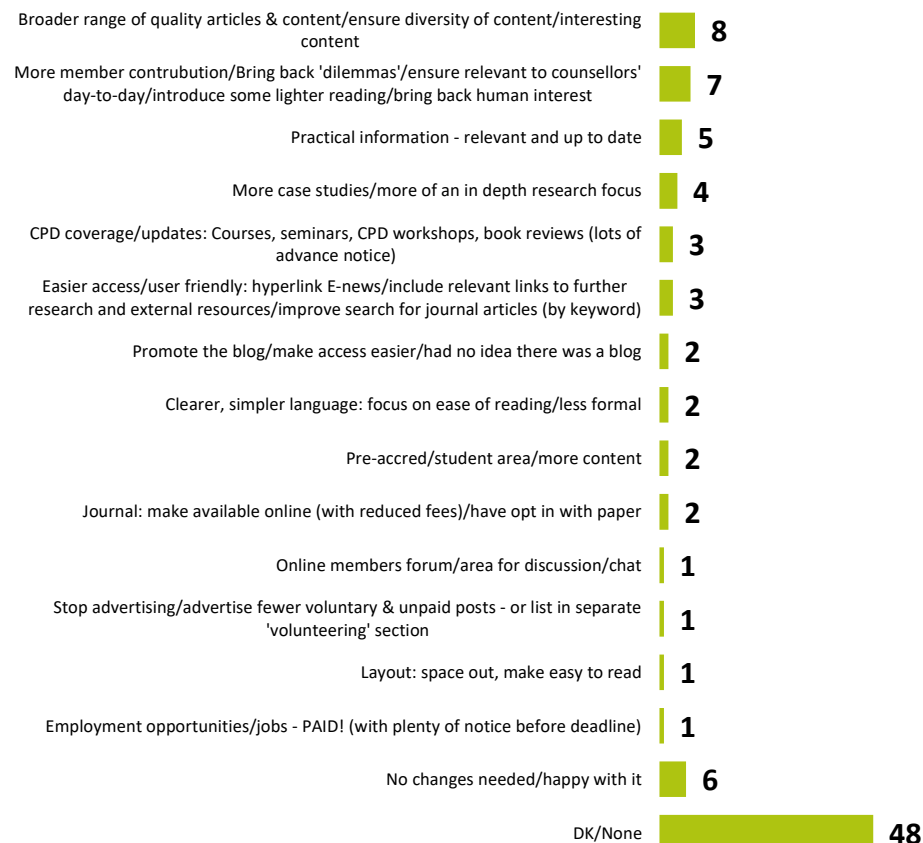 Broader range of quality articles & content/ensure diversity of content/interesting
content
8
More member contrubution/Bring back 'dilemmas'/ensure relevant to counsellors'
day-to-day/introduce some lighter reading/bring back human interest
7
Practical information - relevant and up to date
5
More case studies/more of an in depth research focus
4
CPD coverage/updates: Courses, seminars, CPD workshops, book reviews (lots of
advance notice)
3
Easier access/user friendly: hyperlink E-news/include relevant links to further
research and external resources/improve search for journal articles (by keyword)
3
Promote the blog/make access easier/had no idea there was a blog
2
Clearer, simpler language: focus on ease of reading/less formal
2
Pre-accred/student area/more content
2
Journal: make available online (with reduced fees)/have opt in with paper
2
Online members forum/area for discussion/chat
1
Stop advertising/advertise fewer voluntary & unpaid posts - or list in separate
'volunteering' section
1
Layout: space out, make easy to read
1
Employment opportunities/jobs - PAID! (with plenty of notice before deadline)
1
No changes needed/happy with it
6
DK/None
48